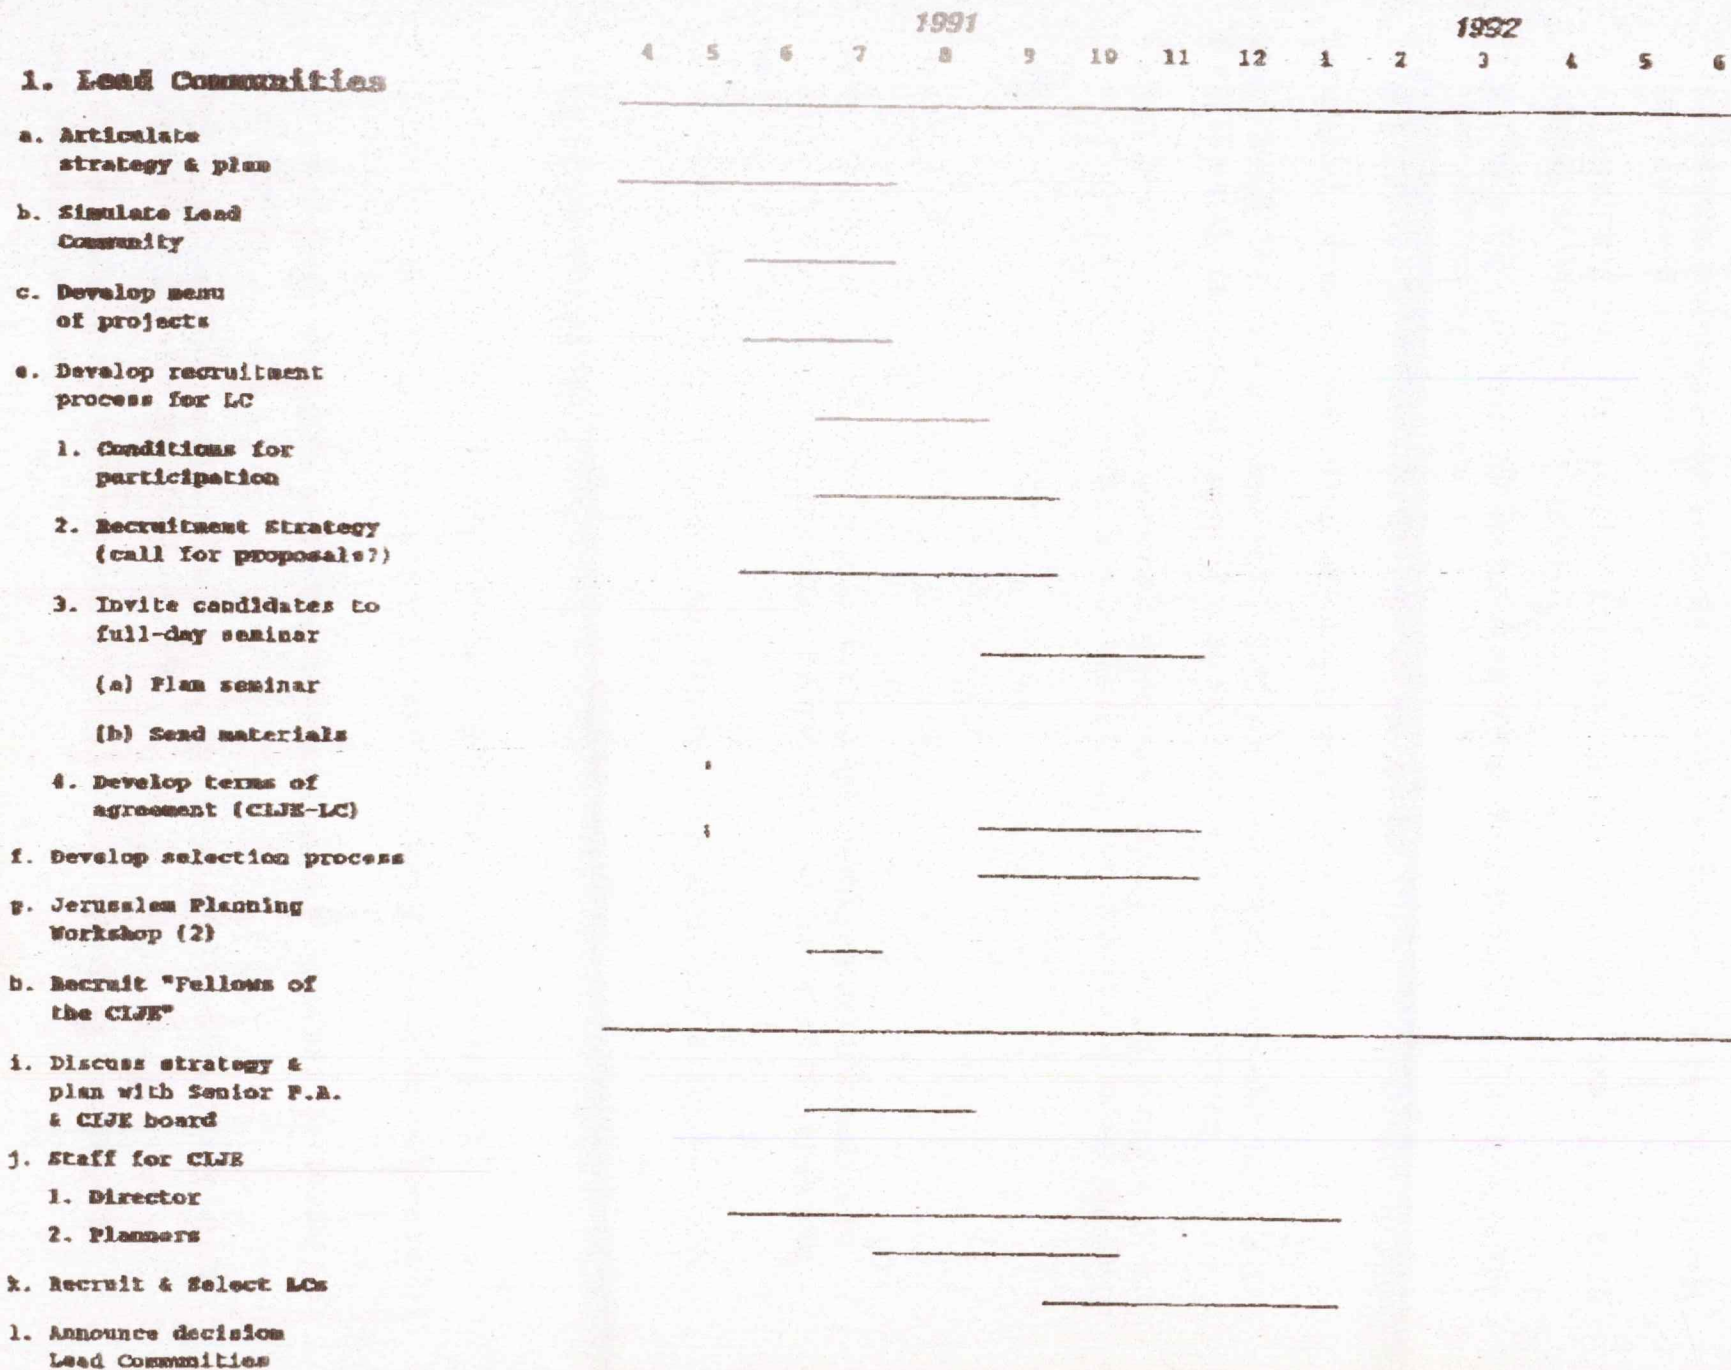 1991 1992
4 5 6 7 8 9 10 11 12 1 2 3 4 5 6
1. Lead Communities
a. Articulate
strategy & plan
b. Simulate Lead
Community
c. Develop menu
of projects
e. Develop recruitment
process for LC
1. Conditions for
participation
2. Recruitment Strategy
(call for proposals?)
3. Invite candidates to
full-day seminar
(a) Plan seminar
(b) Send materials
4. Develop terms of
agreement (CIJE-LC)
f. Develop selection process
g. Jerusalem Planning
Workshop (2)
h. Recruit "Fellows of
the CIJE"
i. Discuss strategy &
plan with Senior P.A.
& CIJE board
j. Staff for CIJE
1. Director
2. Planners
k. Recruit & Select LCs
l. Announce decision
Lead Communities